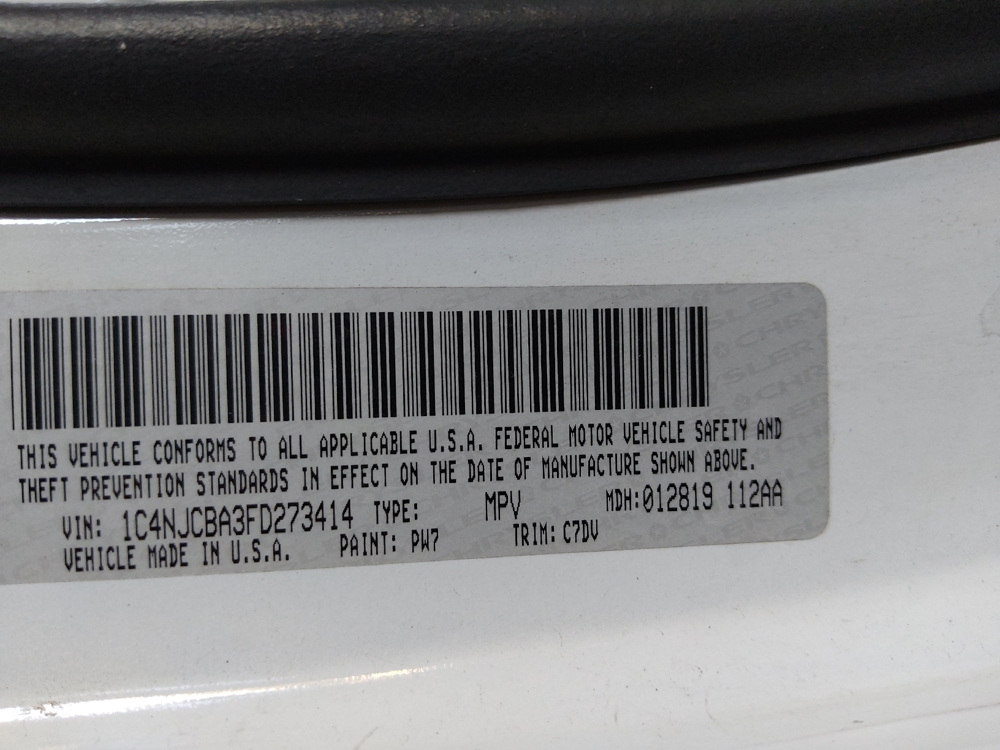 THIS VEHICLE CONFORMS TO ALL APPLICABLE U.S.A. FEDERAL MOTOR VEHICLE SAFETY AND
THEFT PREVENTION STANDARDS IN EFFECT ON THE DATE OF MANUFACTURE SHOWN ABOVE.
VIN: 1C4NJCBA3FD273414 TYPE: MPV MDH:012819 112AA
VEHICLE MADE IN U.S.A. PAINT: PW7 TRIM: C7DV